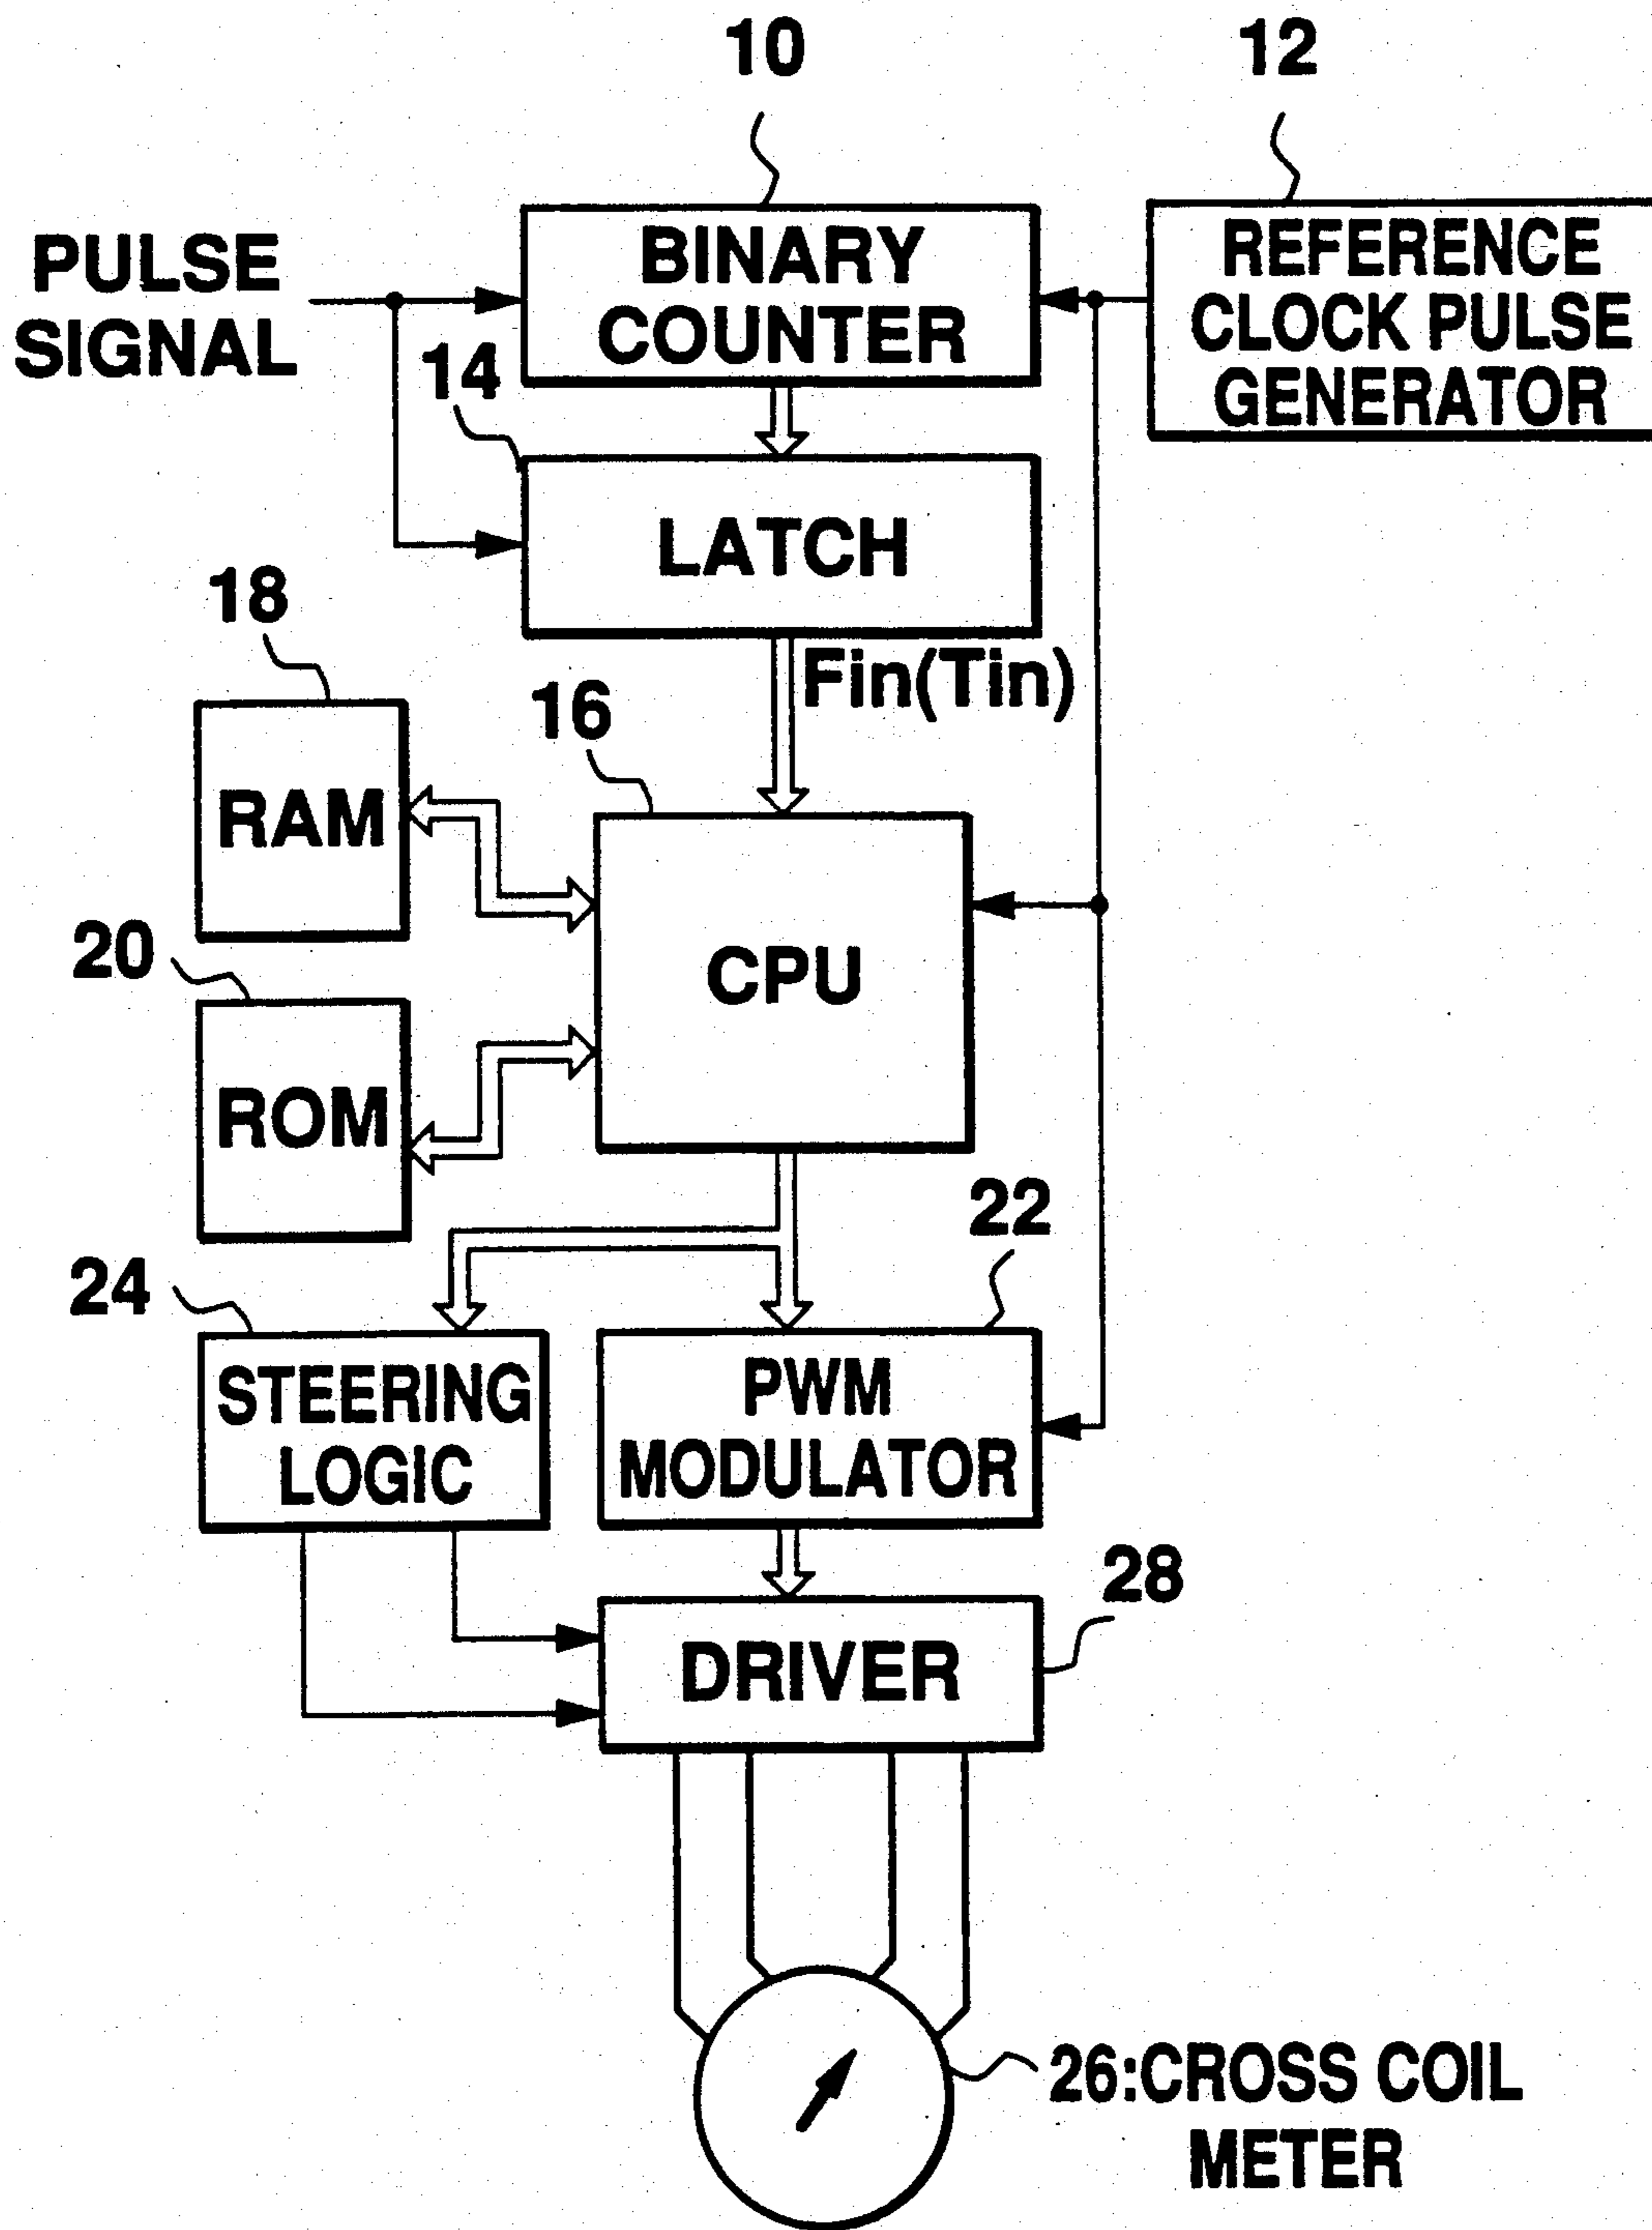 10
12
PULSE
SIGNAL
BINARY
COUNTER
REFERENCE
CLOCK PULSE
GENERATOR
14
LATCH
18
Fin(Tin)
16
RAM
CPU
20
ROM
22
24
STEERING
LOGIC
PWM
MODULATOR
28
DRIVER
26:CROSS COIL
METER